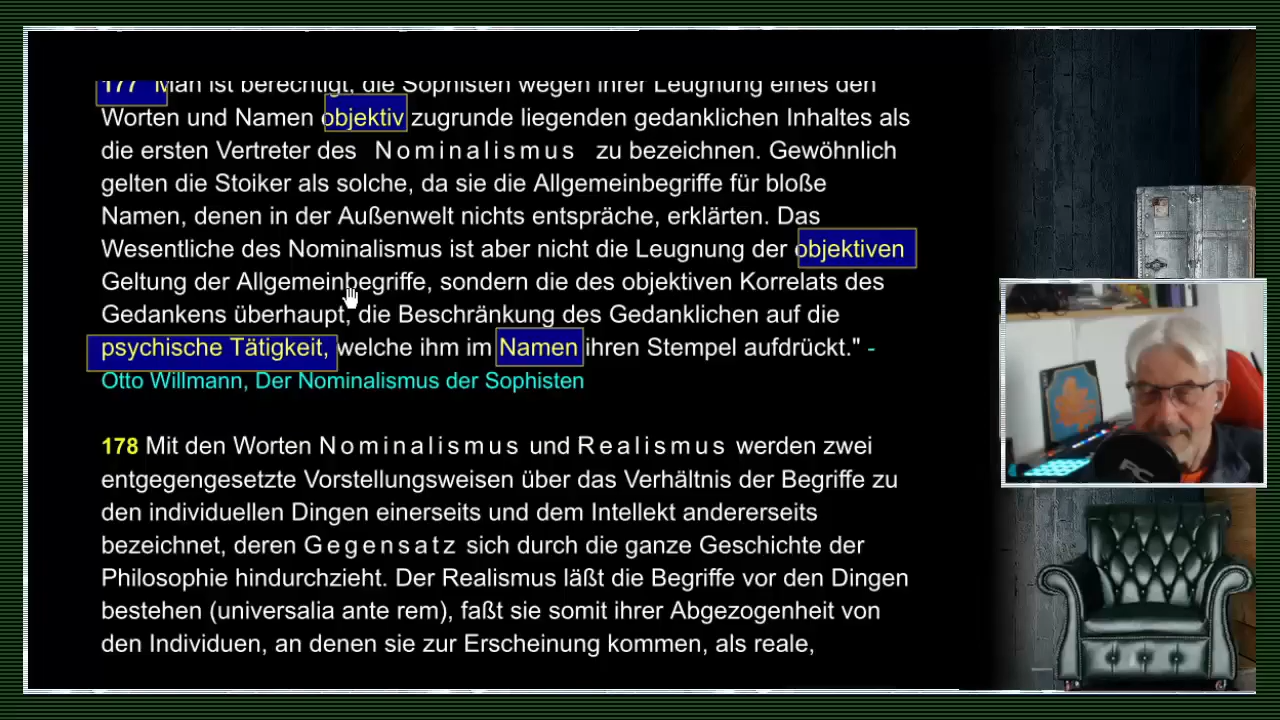 177 Man ist berechtigt, die Sophisten wegen ihrer Leugnung eines den
Worten und Namen objektiv zugrunde liegenden gedanklichen Inhaltes als
die ersten Vertreter des N o m i n a l i s m u s zu bezeichnen. Gewöhnlich
gelten die Stoiker als solche, da sie die Allgemeinbegriffe für bloße
Namen, denen in der Außenwelt nichts entspräche, erklärten. Das
Wesentliche des Nominalismus ist aber nicht die Leugnung der objektiven
Geltung der Allgemeinbegriffe, sondern die des objektiven Korrelats des
Gedankens überhaupt, die Beschränkung des Gedanklichen auf die
psychische Tätigkeit, welche ihm im Namen ihren Stempel aufdrückt." -
Otto Willmann, Der Nominalismus der Sophisten
178 Mit den Worten N o m i n a l i s m u s und R e a l i s m u s werden zwei
entgegengesetzte Vorstellungsweisen über das Verhältnis der Begriffe zu
den individuellen Dingen einerseits und dem Intellekt andererseits
bezeichnet, deren G e g e n s a t z sich durch die ganze Geschichte der
Philosophie hindurchzieht. Der Realismus läßt die Begriffe vor den Dingen
bestehen (universalia ante rem), faßt sie somit ihrer Abgezogenheit von
den Individuen, an denen sie zur Erscheinung kommen, als reale,